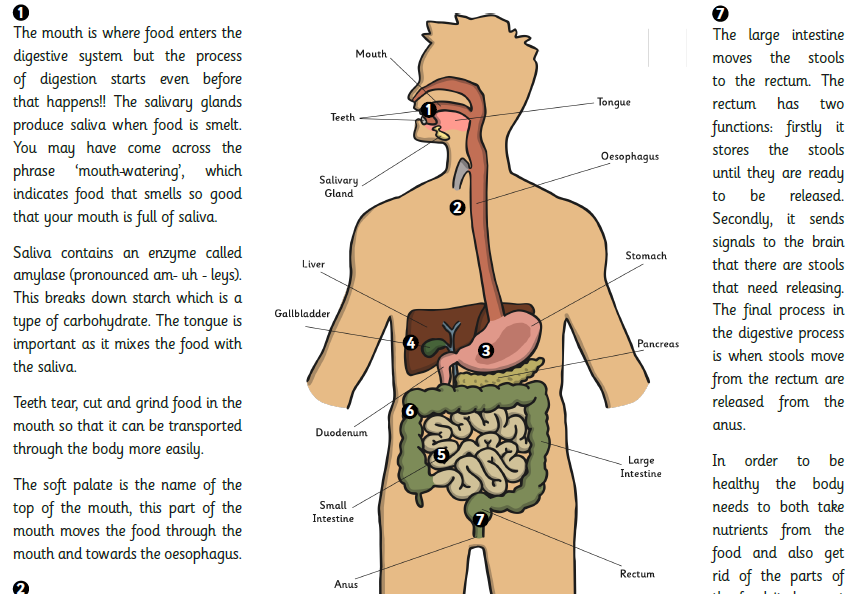 1
The mouth is where food enters the
digestive system but the process
of digestion starts even before
that happens!! The salivary glands
produce saliva when food is smelt.
You may have come across the
phrase ‘mouth-watering’, which
indicates food that smells so good
that your mouth is full of saliva.
Saliva contains an enzyme called
amylase (pronounced am- uh - leys).
This breaks down starch which is a
type of carbohydrate. The tongue is
important as it mixes the food with
the saliva.
Teeth tear, cut and grind food in the
mouth so that it can be transported
through the body more easily.
The soft palate is the name of the
top of the mouth, this part of the
mouth moves the food through the
mouth and towards the oesophagus.
2
Mouth
Teeth
Salivary
Gland
Liver
Gallbladder
Duodenum
Small
Intestine
Anus
1
2
3
4
5
6
7
Tongue
Oesophagus
Stomach
Pancreas
Large
Intestine
Rectum
7
The large intestine
moves the stools
to the rectum. The
rectum has two
functions: firstly it
stores the stools
until they are ready
to be released.
Secondly, it sends
signals to the brain
that there are stools
that need releasing.
The final process in
the digestive process
is when stools move
from the rectum are
released from the
anus.
In order to be
healthy the body
needs to both take
nutrients from the
food and also get
rid of the parts of